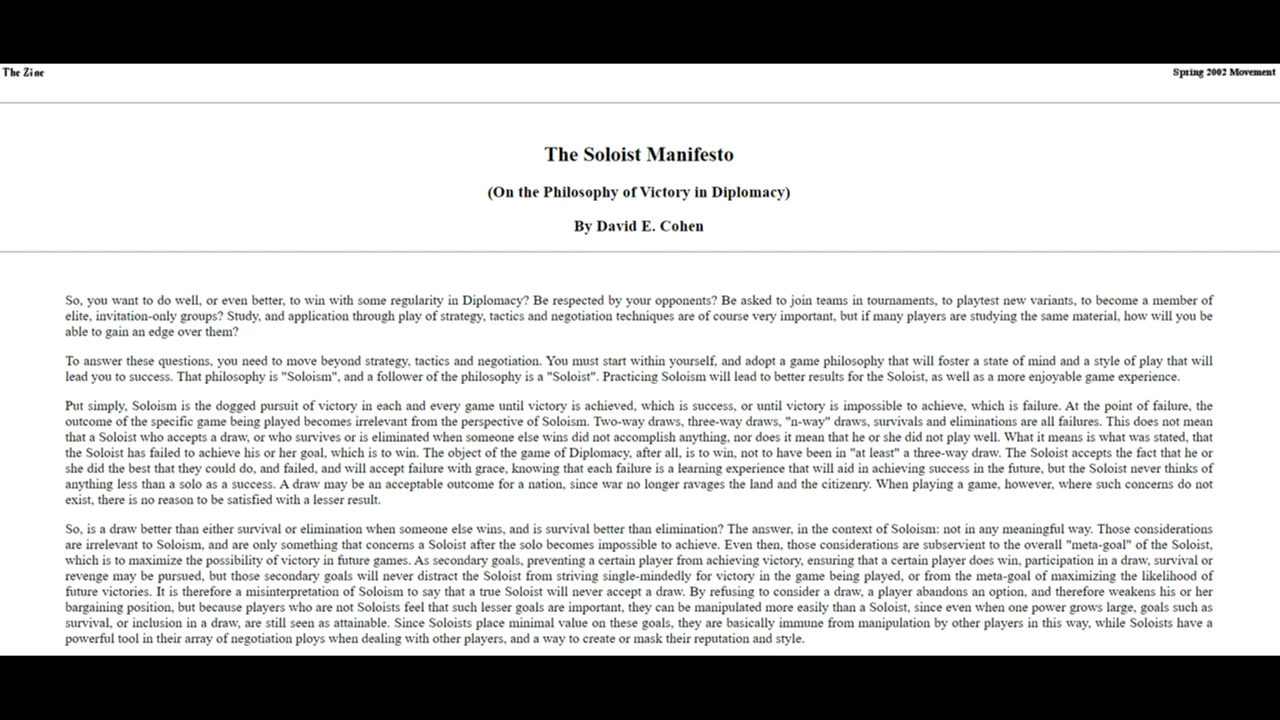 The Zine
Spring 2002 Movement
The Soloist Manifesto
(On the Philosophy of Victory in Diplomacy)
By David E. Cohen
So, you want to do well, or even better, to win with some regularity in Diplomacy? Be respected by your opponents? Be asked to join teams in tournaments, to playtest new variants, to become a member of
elite, invitation-only groups? Study, and application through play of strategy, tactics and negotiation techniques are of course very important, but if many players are studying the same material, how will you be
able to gain an edge over them?
To answer these questions, you need to move beyond strategy, tactics and negotiation. You must start within yourself, and adopt a game philosophy that will foster a state of mind and a style of play that will
lead you to success. That philosophy is "Soloism", and a follower of the philosophy is a "Soloist". Practicing Soloism will lead to better results for the Soloist, as well as a more enjoyable game experience.
Put simply, Soloism is the dogged pursuit of victory in each and every game until victory is achieved, which is success, or until victory is impossible to achieve, which is failure. At the point of failure, the
outcome of the specific game being played becomes irrelevant from the perspective of Soloism. Two-way draws, three-way draws, "n-way" draws, survivals and eliminations are all failures. This does not mean
that a Soloist who accepts a draw, or who survives or is eliminated when someone else wins did not accomplish anything, nor does it mean that he or she did not play well. What it means is what was stated, that
the Soloist has failed to achieve his or her goal, which is to win. The object of the game of Diplomacy, after all, is to win, not to have been in "at least" a three-way draw. The Soloist accepts the fact that he or
she did the best that they could do, and failed, and will accept failure with grace, knowing that each failure is a learning experience that will aid in achieving success in the future, but the Soloist never thinks of
anything less than a solo as a success. A draw may be an acceptable outcome for a nation, since war no longer ravages the land and the citizenry. When playing a game, however, where such concerns do not
exist, there is no reason to be satisfied with a lesser result.
So, is a draw better than either survival or elimination when someone else wins, and is survival better than elimination? The answer, in the context of Soloism: not in any meaningful way. Those considerations
are irrelevant to Soloism, and are only something that concerns a Soloist after the solo becomes impossible to achieve. Even then, those considerations are subservient to the overall "meta-goal" of the Soloist,
which is to maximize the possibility of victory in future games. As secondary goals, preventing a certain player from achieving victory, ensuring that a certain player does win, participation in a draw, survival or
revenge may be pursued, but those secondary goals will never distract the Soloist from striving single-mindedly for victory in the game being played, or from the meta-goal of maximizing the likelihood of
future victories. It is therefore a misinterpretation of Soloism to say that a true Soloist will never accept a draw. By refusing to consider a draw, a player abandons an option, and therefore weakens his or her
bargaining position, but because players who are not Soloists feel that such lesser goals are important, they can be manipulated more easily than a Soloist, since even when one power grows large, goals such as
survival, or inclusion in a draw, are still seen as attainable. Since Soloists place minimal value on these goals, they are basically immune from manipulation by other players in this way, while Soloists have a
powerful tool in their array of negotiation ploys when dealing with other players, and a way to create or mask their reputation and style.